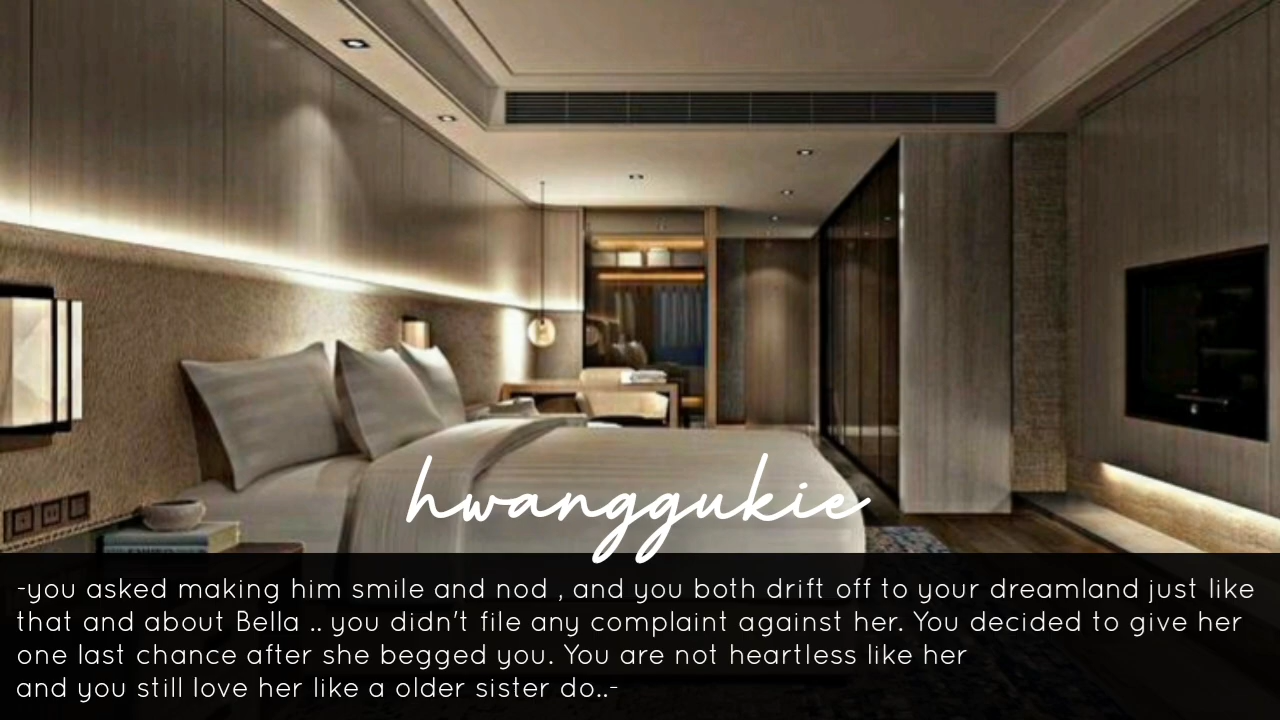 hwanggukie
-you asked making him smile and nod , and you both drift off to your dreamland just like
that and about Bella .. you didn't file any complaint against her. You decided to give her
one last chance after she begged you. You are not heartless like her
and you still love her like a older sister do..-